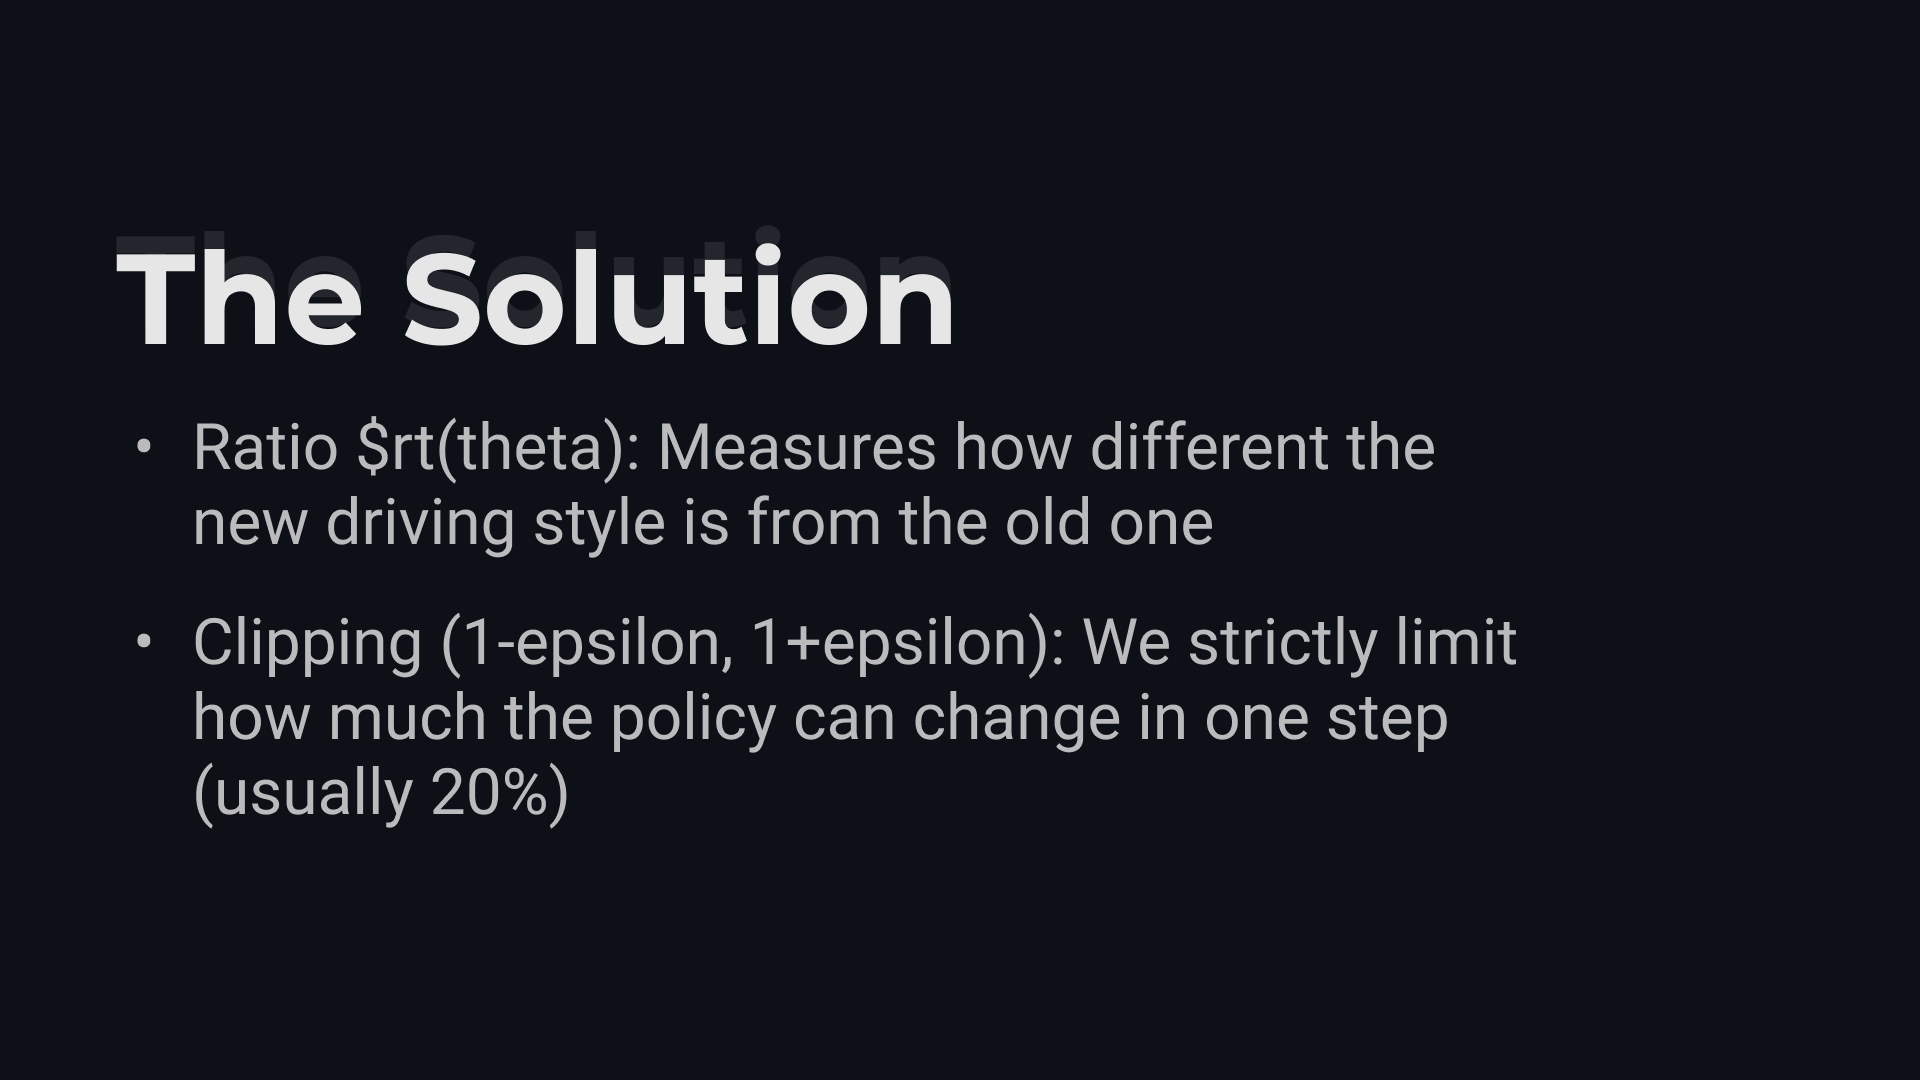 The Solution
• Ratio $rt(theta): Measures how different the
new driving style is from the old one
• Clipping (1-epsilon, 1+epsilon): We strictly limit
how much the policy can change in one step
(usually 20%)